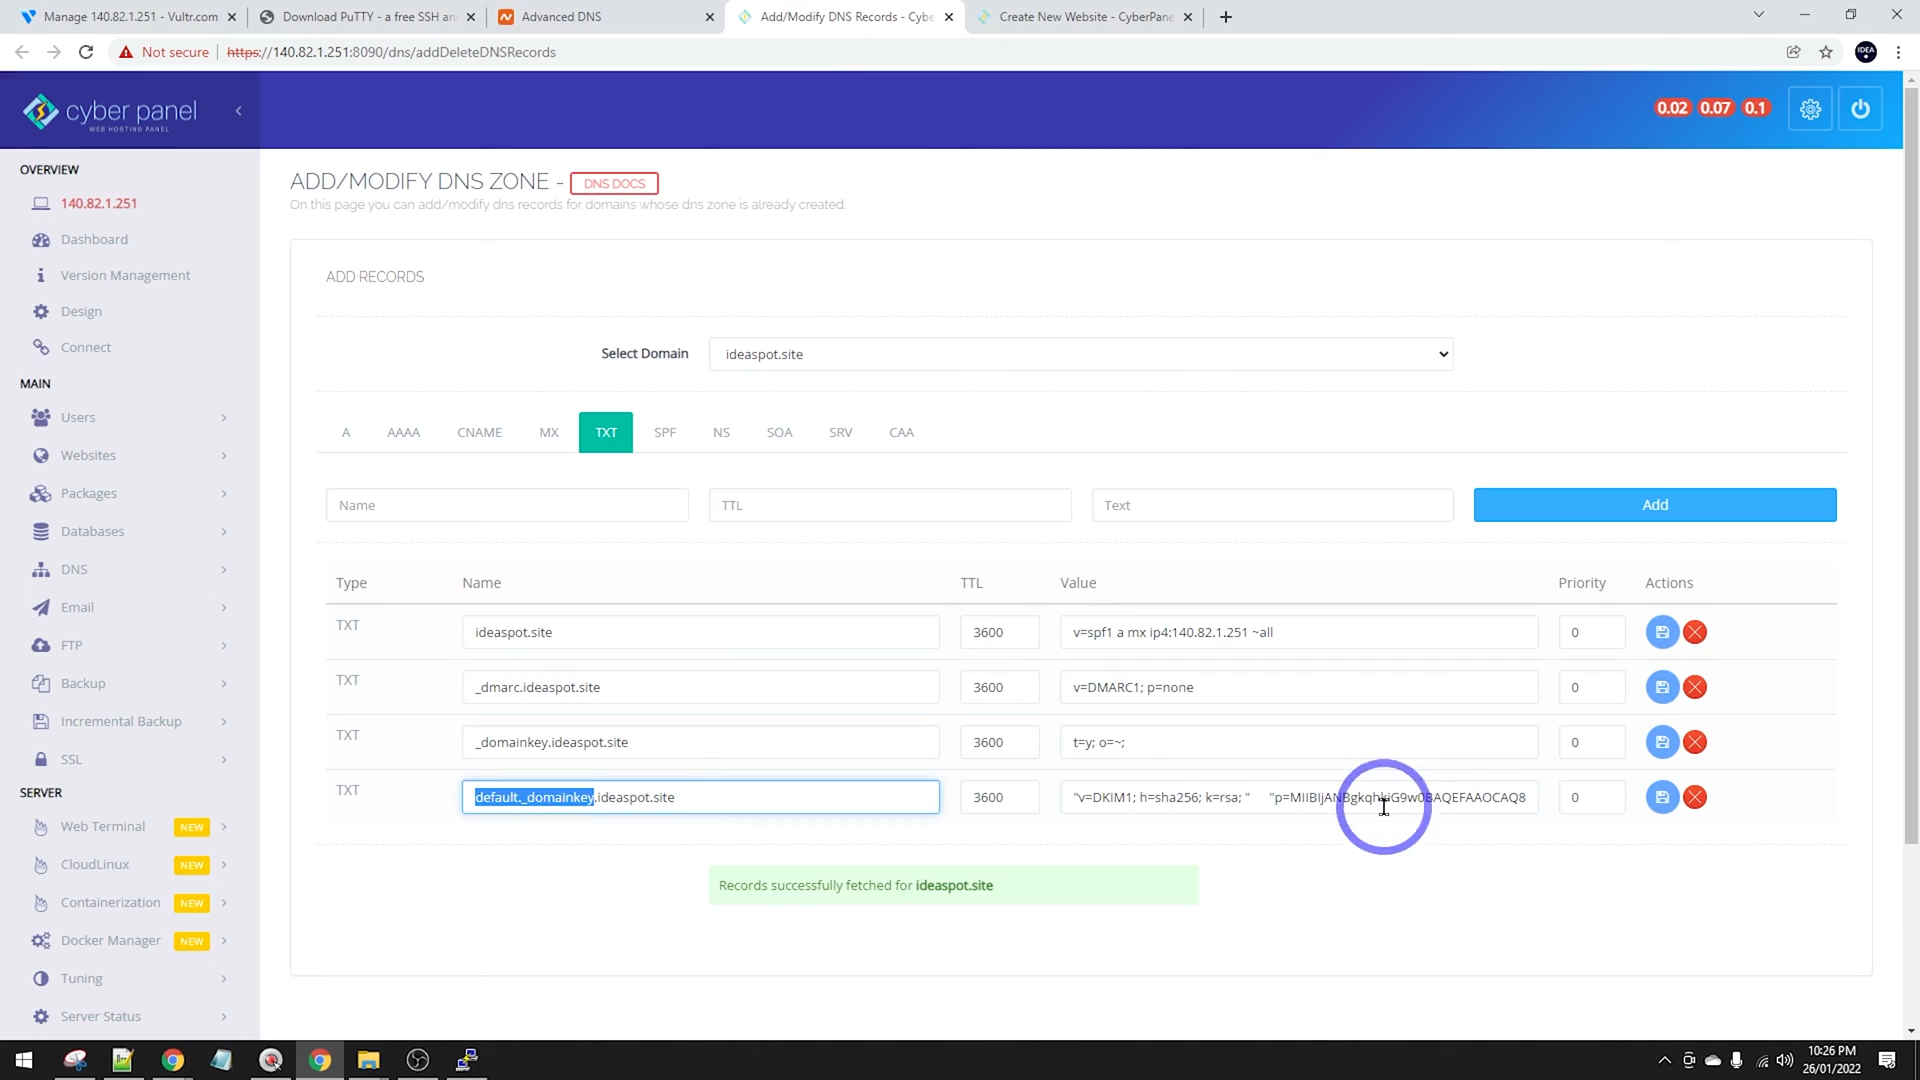 Manage 140.82.1.251 - Vultr.com
Download PuTTY - a free SSH an
Advanced DNS
Add/Modify DNS Records - Cybe
Create New Website - CyberPane
Not secure
https://140.82.1.251:8090/dns/addDeleteDNSRecords
IDEA
cyber panel
WEB HOSTING PANEL
0.02 0.07 0.1
OVERVIEW
140.82.1.251
Dashboard
Version Management
Design
Connect
MAIN
Users
Websites
Packages
Databases
DNS
Email
FTP
Backup
Incremental Backup
SSL
SERVER
Web Terminal NEW
CloudLinux NEW
Containerization NEW
Docker Manager NEW
Tuning
Server Status
ADD/MODIFY DNS ZONE - DNS DOCS
On this page you can add/modify dns records for domains whose dns zone is already created.
ADD RECORDS
Select Domain ideaspot.site
A AAAA CNAME MX TXT SPF NS SOA SRV CAA
Name TTL Text Add
Type Name TTL Value Priority Actions
TXT ideaspot.site 3600 v=spf1 a mx ip4:140.82.1.251 ~all 0
TXT _dmarc.ideaspot.site 3600 v=DMARC1; p=none 0
TXT _domainkey.ideaspot.site 3600 t=y; o=~; 0
TXT default._domainkey.ideaspot.site 3600 "v=DKIM1; h=sha256; k=rsa; " "p=MIIBIjANBgkqhkiG9w0BAQEFAAOCAQ8 0
Records successfully fetched for ideaspot.site
10:26 PM
26/01/2022